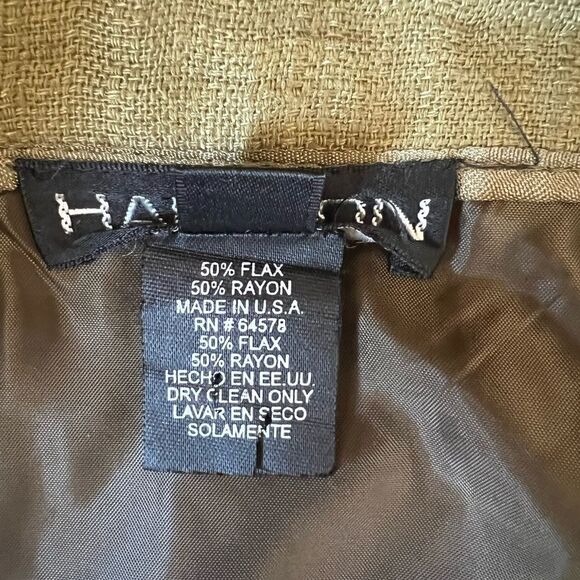 50% FLAX
50% RAYON
MADE IN U.S.A.
RN # 64578
50% FLAX
50% RAYON
HECHO EN EE.UU.
DRY CLEAN ONLY
LAVAR EN SECO
SOLAMENTE